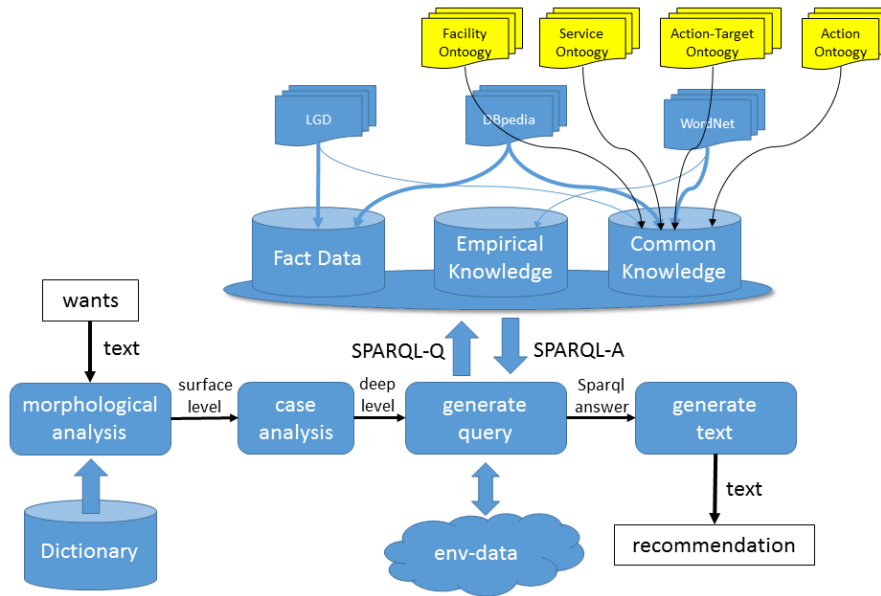 Facility
Ontoogy
Service
Ontoogy
Action-Target
Ontoogy
Action
Ontoogy
LGD
DBpedia
WordNet
Fact Data
Empirical
Knowledge
Common
Knowledge
wants
text
SPARQL-Q
SPARQL-A
morphological
analysis
surface
level
case
analysis
deep
level
generate
query
Sparql
answer
generate
text
text
Dictionary
env-data
recommendation